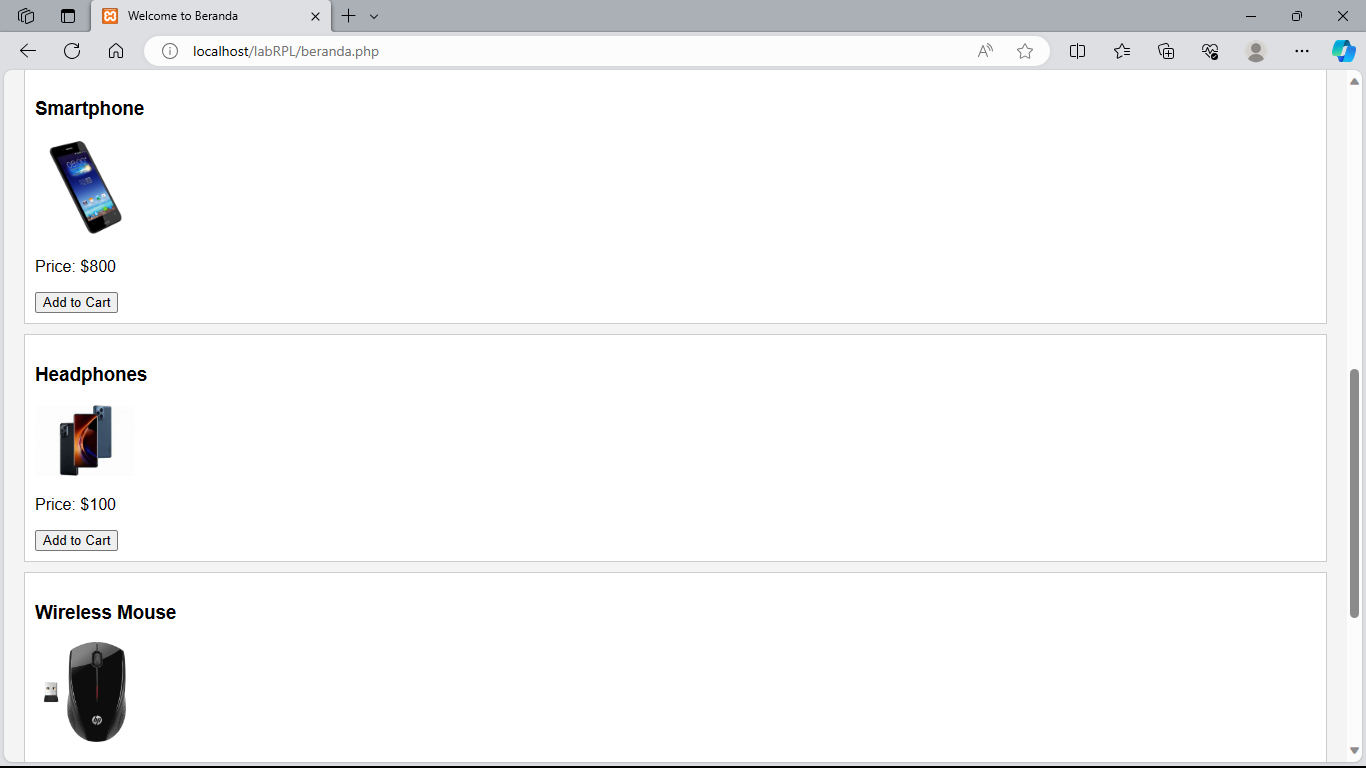 Welcome to Beranda
localhost/labRPL/beranda.php
Smartphone
Price: $800
Add to Cart
Headphones
Price: $100
Add to Cart
Wireless Mouse
hp